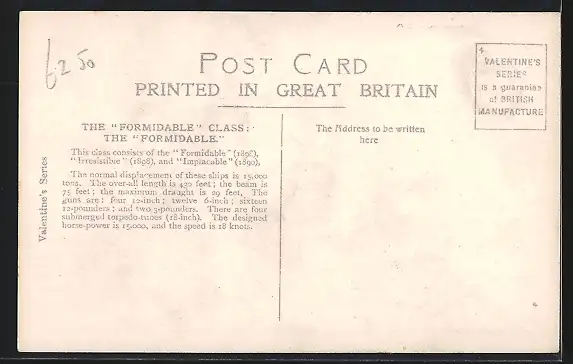 6.2 50
POST CARD
PRINTED IN GREAT BRITAIN
VALENTINE'S
SERIES
is a guarantee
of BRITISH
MANUFACTURE
THE "FORMIDABLE" CLASS:
THE "FORMIDABLE."
This class consists of the "Formidable" (1898),
"Irresistible" (1898), and "Implacable" (1899).
The normal displacement of these ships is 15,000
tons. The over-all length is 430 feet; the beam is
75 feet; the maximum draught is 29 feet. The
guns are: four 12-inch; twelve 6-inch; sixteen
12-pounders; and two 3-pounders. There are four
submerged torpedo-tubes (18-inch). The designed
horse-power is 15,000, and the speed is 18 knots.
Valentine's Series
The Address to be written
here